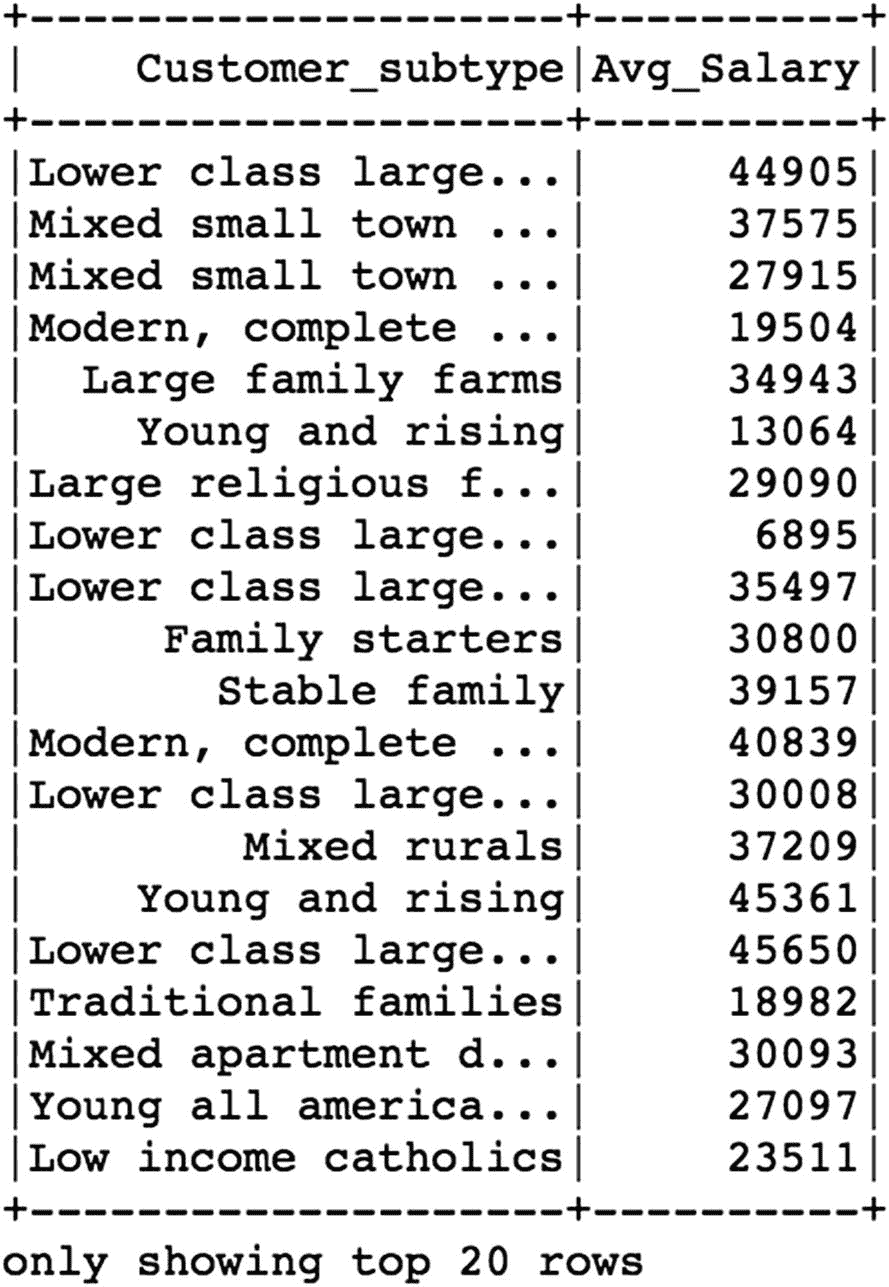 +--------------------+-----------+
|    Customer_subtype|Avg_Salary|
+--------------------+-----------+
|Lower class large...|     44905|
|Mixed small town ...|     37575|
|Mixed small town ...|     27915|
|Modern, complete ...|     19504|
|  Large family farms|     34943|
|    Young and rising|     13064|
|Large religious f...|     29090|
|Lower class large...|      6895|
|Lower class large...|     35497|
|     Family starters|     30800|
|       Stable family|     39157|
|Modern, complete ...|     40839|
|Lower class large...|     30008|
|        Mixed rurals|     37209|
|    Young and rising|     45361|
|Lower class large...|     45650|
|Traditional families|     18982|
|Mixed apartment d...|     30093|
|Young all america...|     27097|
|Low income catholics|     23511|
+--------------------+-----------+
only showing top 20 rows